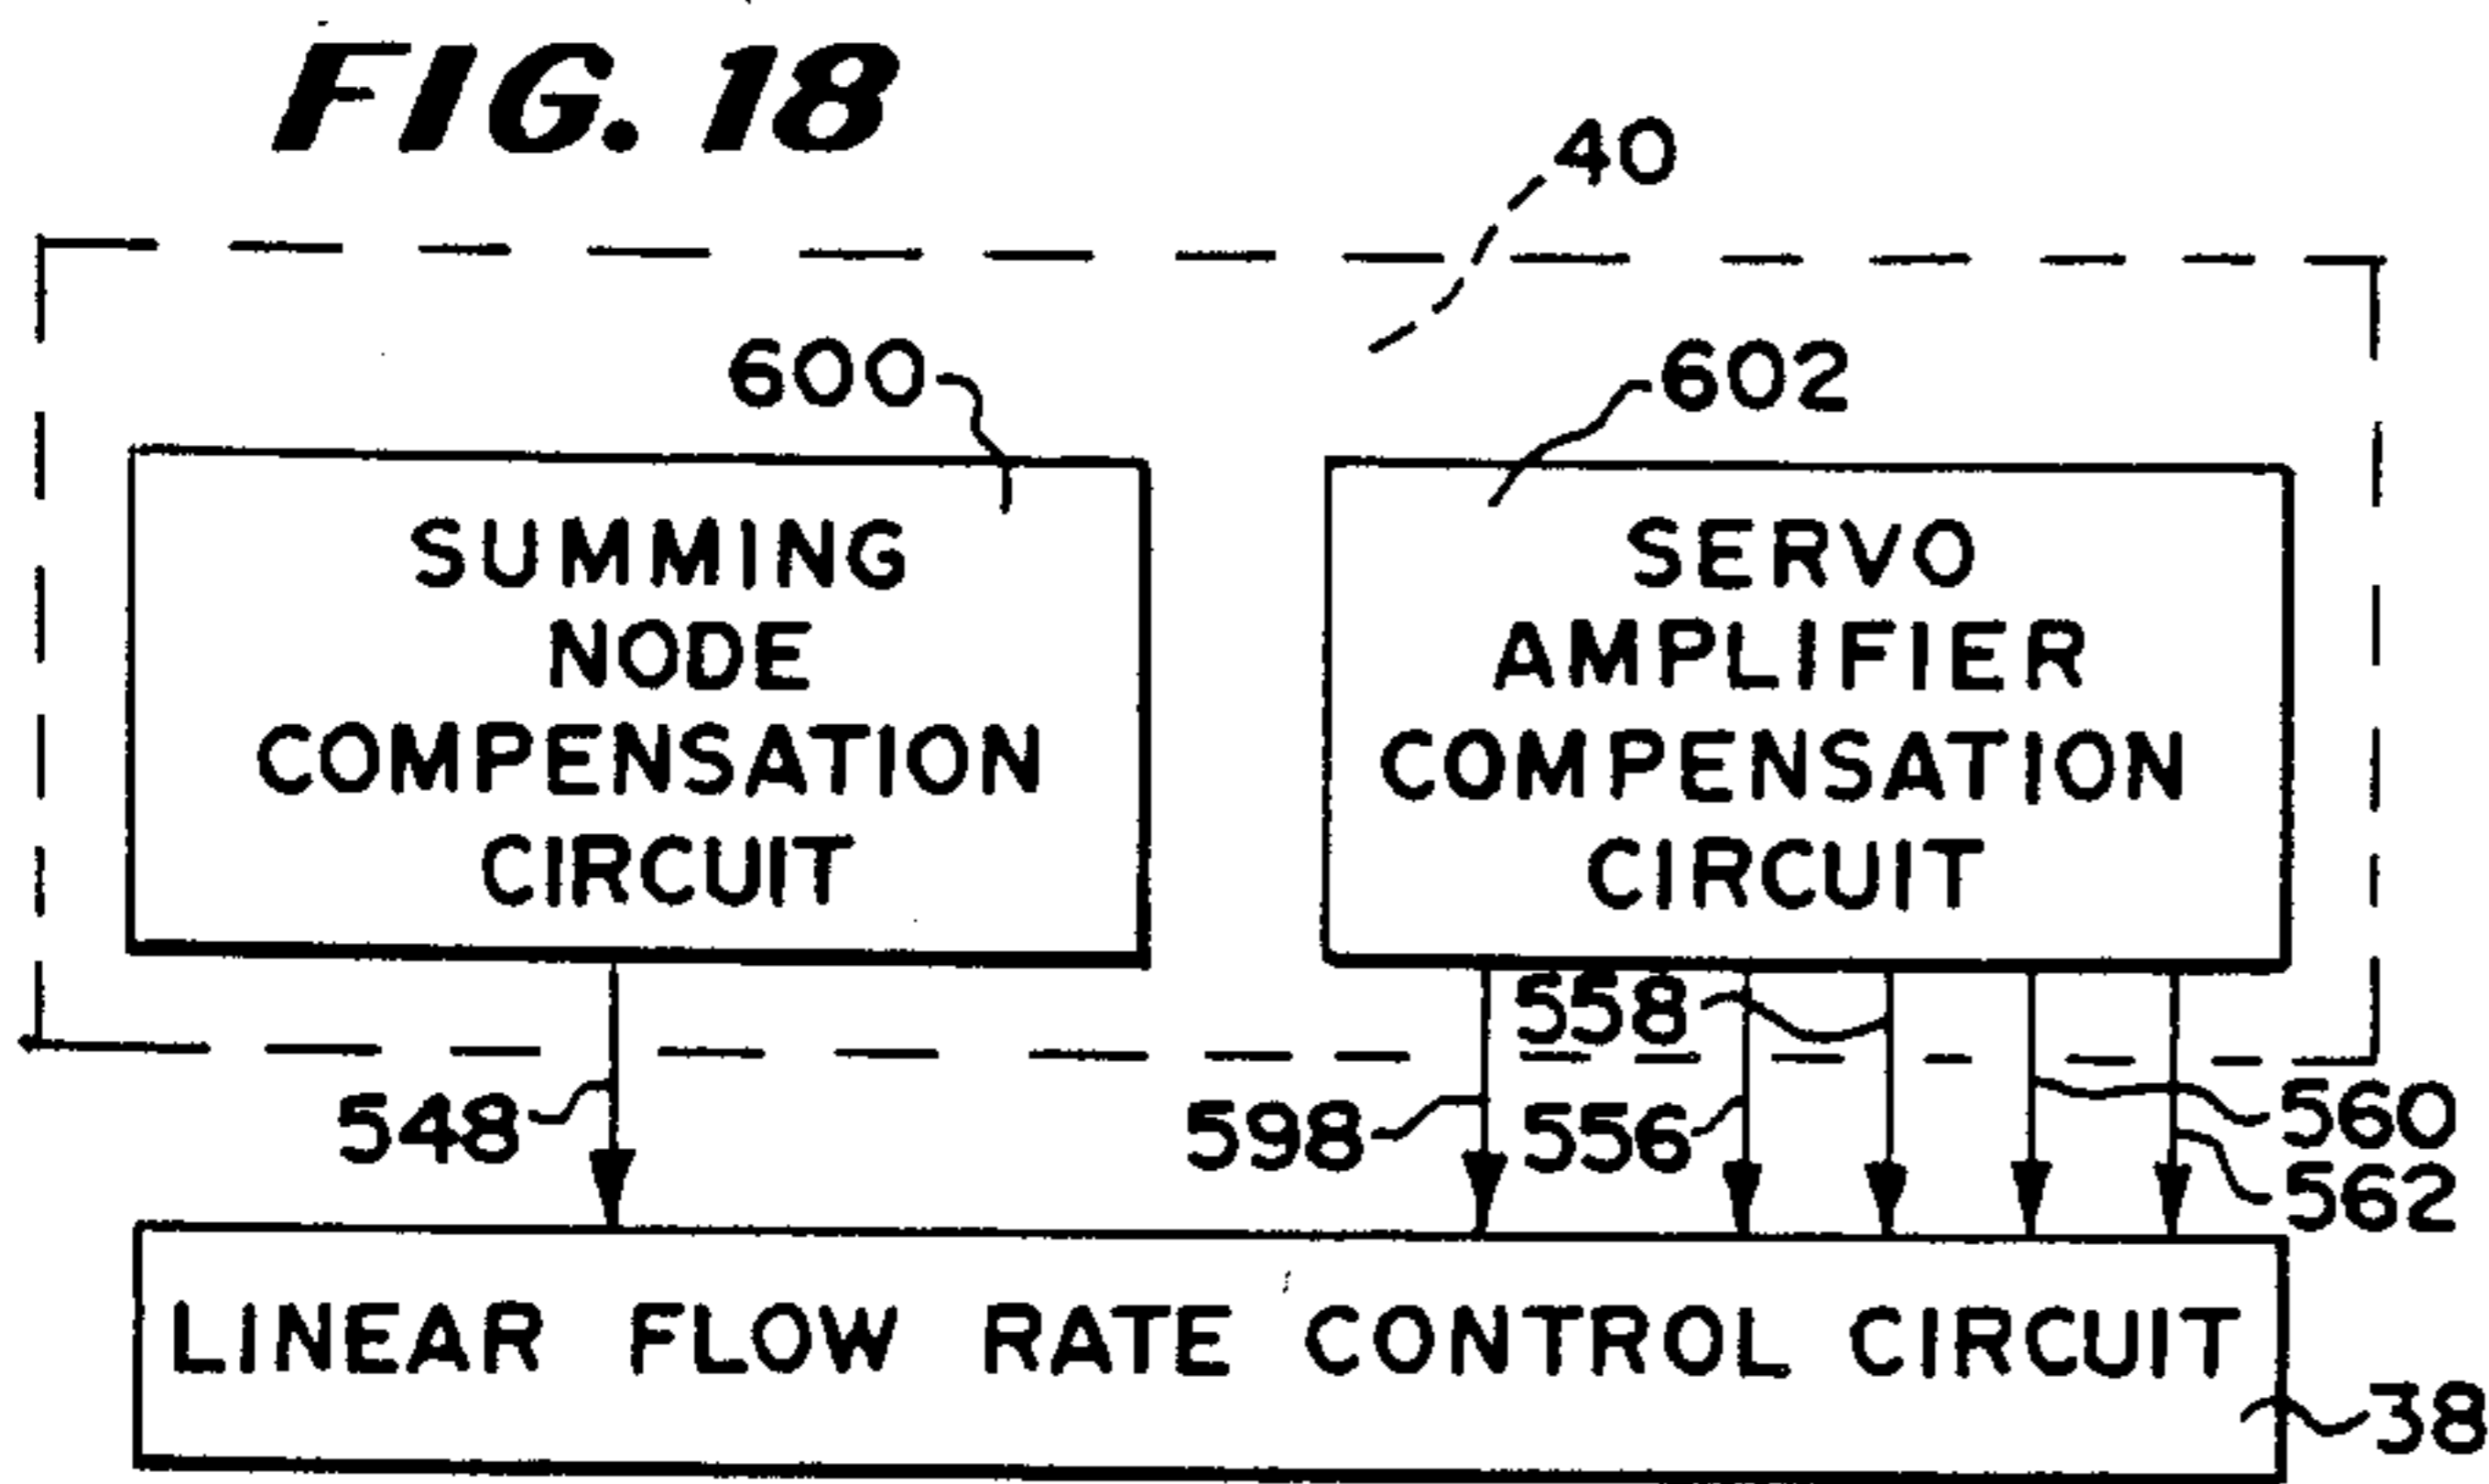 FIG. 18
40
600
602
SUMMING
NODE
COMPENSATION
CIRCUIT
SERVO
AMPLIFIER
COMPENSATION
CIRCUIT
558
548
598
556
560
562
LINEAR FLOW RATE CONTROL CIRCUIT
38